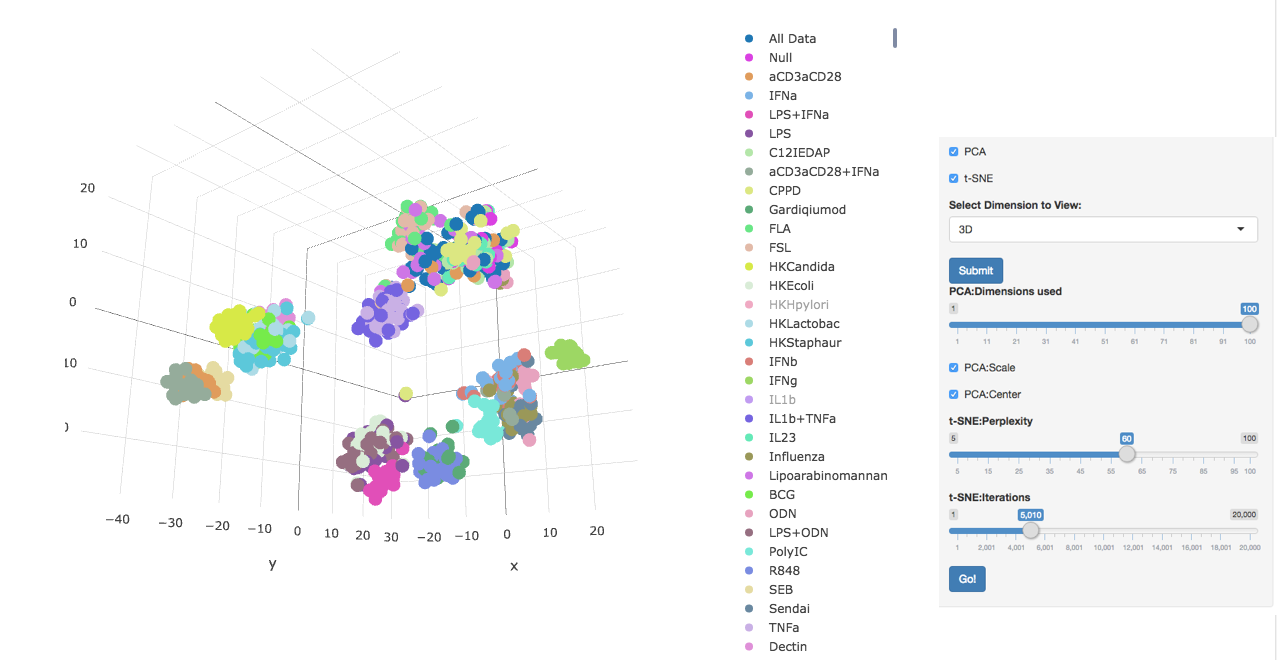 20
10
0
10
0
−40
−30
−20
−10
0
10
20
30
−20
−10
0
10
20
y
x
All Data
Null
aCD3aCD28
IFNa
LPS+IFNa
LPS
C12IEDAP
aCD3aCD28+IFNa
CPPD
Gardiqiumod
FLA
FSL
HKCandida
HKEcoli
HKHpylori
HKLactobac
HKStaphaur
IFNb
IFNg
IL1b
IL1b+TNFa
IL23
Influenza
Lipoarabinomannan
BCG
ODN
LPS+ODN
PolyIC
R848
SEB
Sendai
TNFa
Dectin
PCA
t-SNE
Select Dimension to View:
3D
Submit
PCA:Dimensions used
1 100
1 11 21 31 41 51 61 71 81 91 100
PCA:Scale
PCA:Center
t-SNE:Perplexity
5 60 100
5 15 25 35 45 55 65 75 85 95 100
t-SNE:Iterations
1 5,010 20,000
1 2,001 4,001 6,001 8,001 10,001 12,001 14,001 16,001 18,001 20,000
Go!